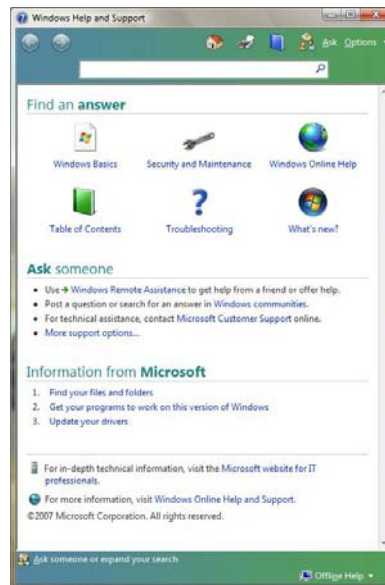 Windows Help and Support
Ask Options
Find an answer
Windows Basics Security and Maintenance Windows Online Help
Table of Contents Troubleshooting What's new?
Ask someone
Use Windows Remote Assistance to get help from a friend or offer help.
Post a question or search for an answer in Windows communities.
For technical assistance, contact Microsoft Customer Support online.
More support options...
Information from Microsoft
1. Find your files and folders
2. Get your programs to work on this version of Windows
3. Update your drivers
For in-depth technical information, visit the Microsoft website for IT
professionals.
For more information, visit Windows Online Help and Support.
©2007 Microsoft Corporation. All rights reserved.
Ask someone or expand your search
Offline Help